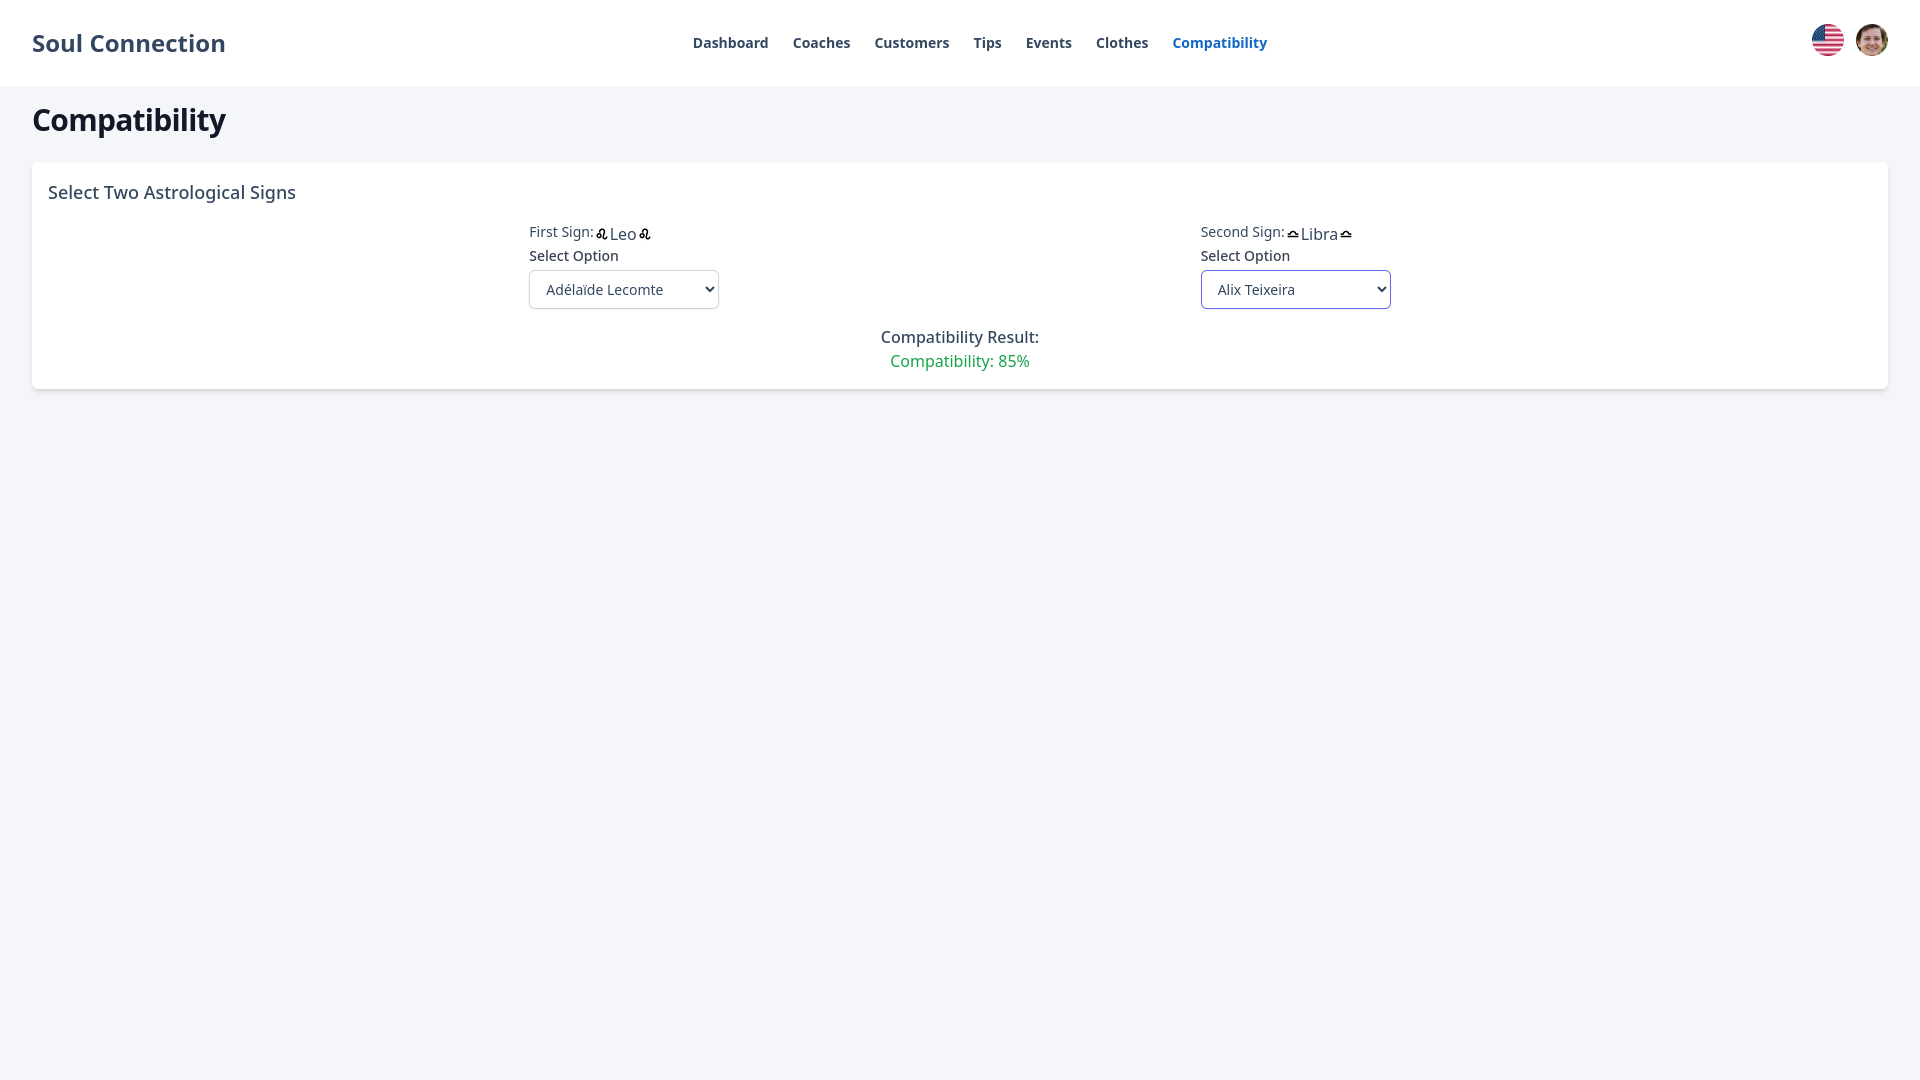 Soul Connection
Dashboard Coaches Customers Tips Events Clothes Compatibility
Compatibility
Select Two Astrological Signs
First Sign: ♌Leo♌
Select Option
Adélaïde Lecomte
Second Sign: ♎Libra♎
Select Option
Alix Teixeira
Compatibility Result:
Compatibility: 85%